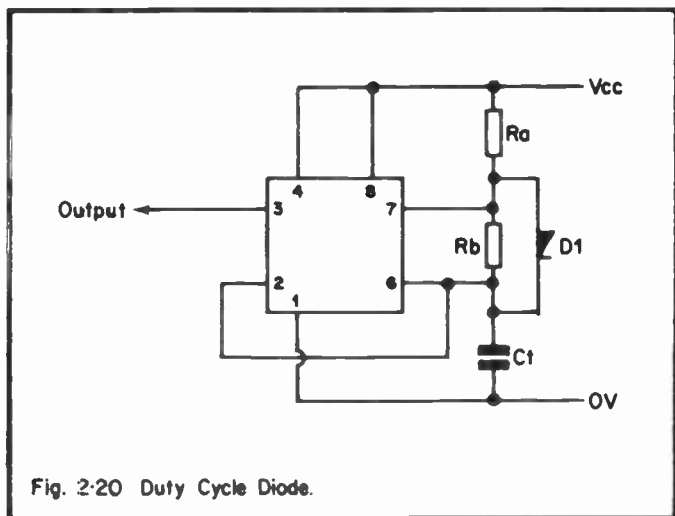 Vcc
Ra
4 8
Output 3 7
Rb D1
2 6
1
Ct
0V
Fig. 2·20 Duty Cycle Diode.